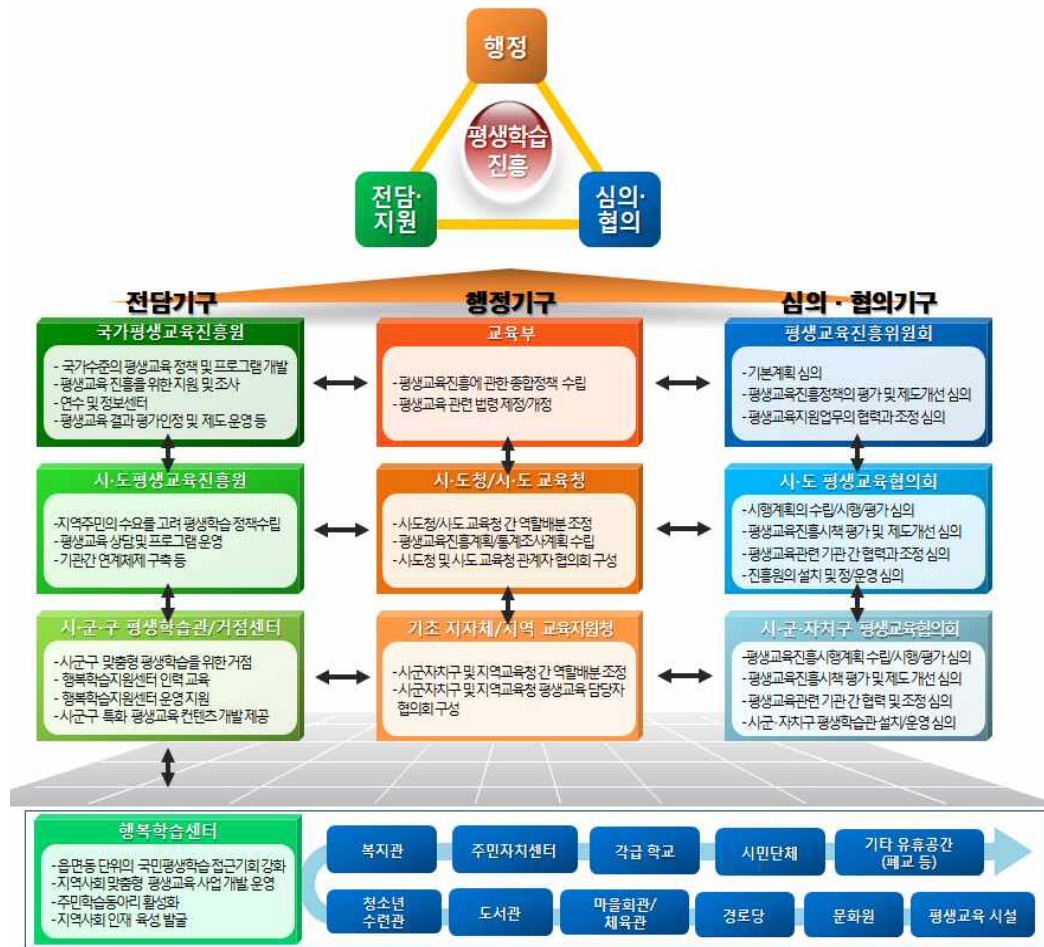 행정
평생학습
진흥
전담·
지원
심의·
협의
전담기구
행정기구
심의 · 협의기구
국가평생교육진흥원
- 국가수준의 평생교육 정책 및 프로그램 개발
- 평생교육 진흥을 위한 지원 및 조사
- 연수 및 정보센터
- 평생교육 결과 평가인정 및 제도 운영 등
교육부
- 평생교육진흥에 관한 종합정책 수립
- 평생교육 관련 법령 제정/개정
평생교육진흥위원회
- 기본계획 심의
- 평생교육진흥정책의 평가 및 제도개선 심의
- 평생교육지원업무의 협력과 조정 심의
시·도평생교육진흥원
-지역주민의 수요를 고려 평생학습 정책수립
- 평생교육 상담 및 프로그램 운영
- 기관간 연계체제 구축 등
시·도청/시·도 교육청
- 시도청/시도 교육청 간 역할배분 조정
- 평생교육진흥계획/통계조사계획 수립
- 시도청 및 시도 교육청 관계자 협의회 구성
시·도 평생교육협의회
- 시행계획의 수립/시행/평가 심의
- 평생교육진흥시책 평가 및 제도개선 심의
- 평생교육관련 기관 간 협력과 조정 심의
- 진흥원의 설치 및 정/운영 심의
시·군·구 평생학습관/거점센터
- 시군구 맞춤형 평생학습을 위한 거점
- 행복학습지원센터 인력 교육
- 행복학습지원센터 운영 지원
- 시군구 특화 평생교육 컨텐츠 개발 제공
기초 지자체/지역 교육지원청
- 시군자치구 및 지역교육청 간 역할배분 조정
- 시군자치구 및 지역교육청 평생교육 담당자
협의회 구성
시·군·자치구 평생교육협의회
-평생교육진흥시행계획 수립/시행/평가 심의
- 평생교육진흥시책 평가 및 제도 개선 심의
- 평생교육관련 기관 간 협력 및 조정 심의
- 시군·자치구 평생학습관 설치/운영 심의
행복학습센터
- 읍면동 단위의 국민평생학습 접근기회 강화
- 지역사회 맞춤형 평생교육 사업 개발, 운영
-주민학습동아리 활성화
- 지역사회 인재 육성, 발굴
복지관
주민자치센터
각급 학교
시민단체
기타 유휴공간
(폐교 등)
청소년
수련관
도서관
마을회관/
체육관
경로당
문화원
평생교육 시설